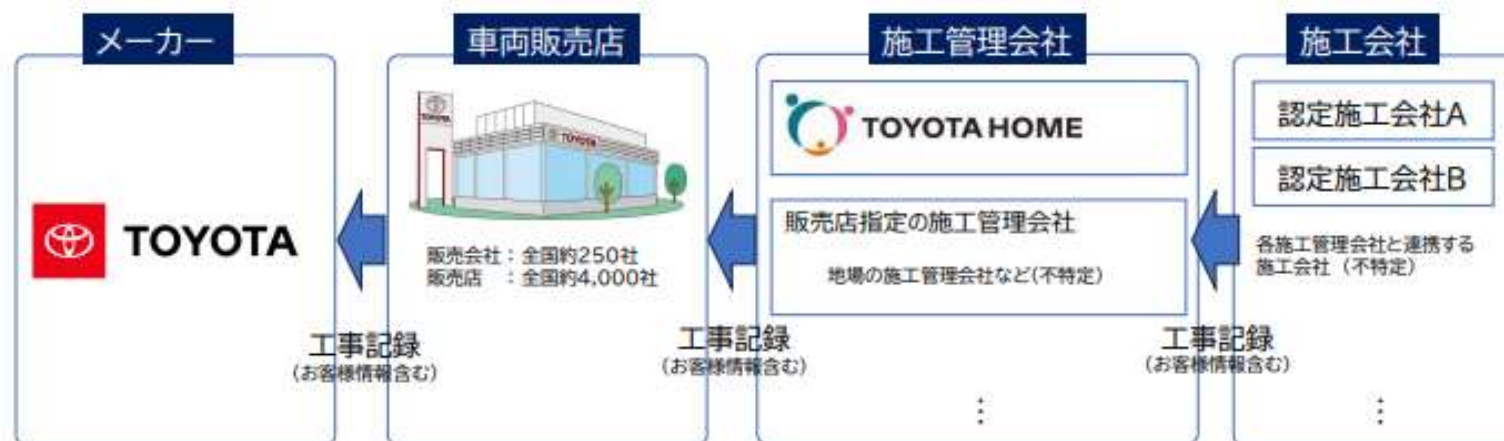 メーカー
TOYOTA
工事記録
(お客様情報含む)
車両販売店
TOYOTA
TOYOTA
販売会社：全国約250社
販売店　：全国約4,000社
工事記録
(お客様情報含む)
施工管理会社
TOYOTA HOME
販売店指定の施工管理会社
地場の施工管理会社など(不特定)
⋮
工事記録
(お客様情報含む)
施工会社
認定施工会社A
認定施工会社B
各施工管理会社と連携する
施工会社（不特定）
⋮